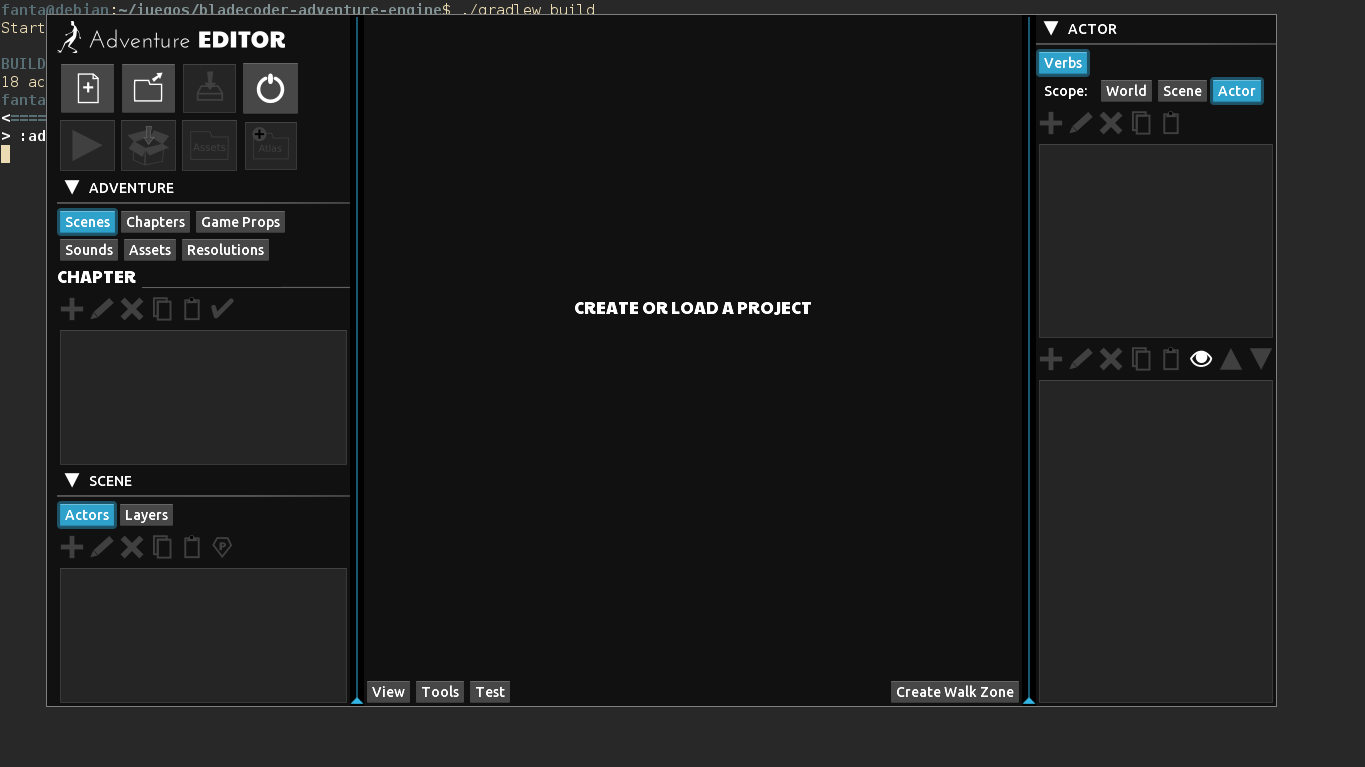 fanta@debian:~/juegos/bladecoder-adventure-engine$ ./gradlew build
Start
BUILD
18 ac
fanta
<====
> :ad
Adventure EDITOR
Assets
Atlas
ADVENTURE
Scenes Chapters Game Props
Sounds Assets Resolutions
CHAPTER
SCENE
Actors Layers
P
CREATE OR LOAD A PROJECT
View Tools Test
Create Walk Zone
ACTOR
Verbs
Scope: World Scene Actor